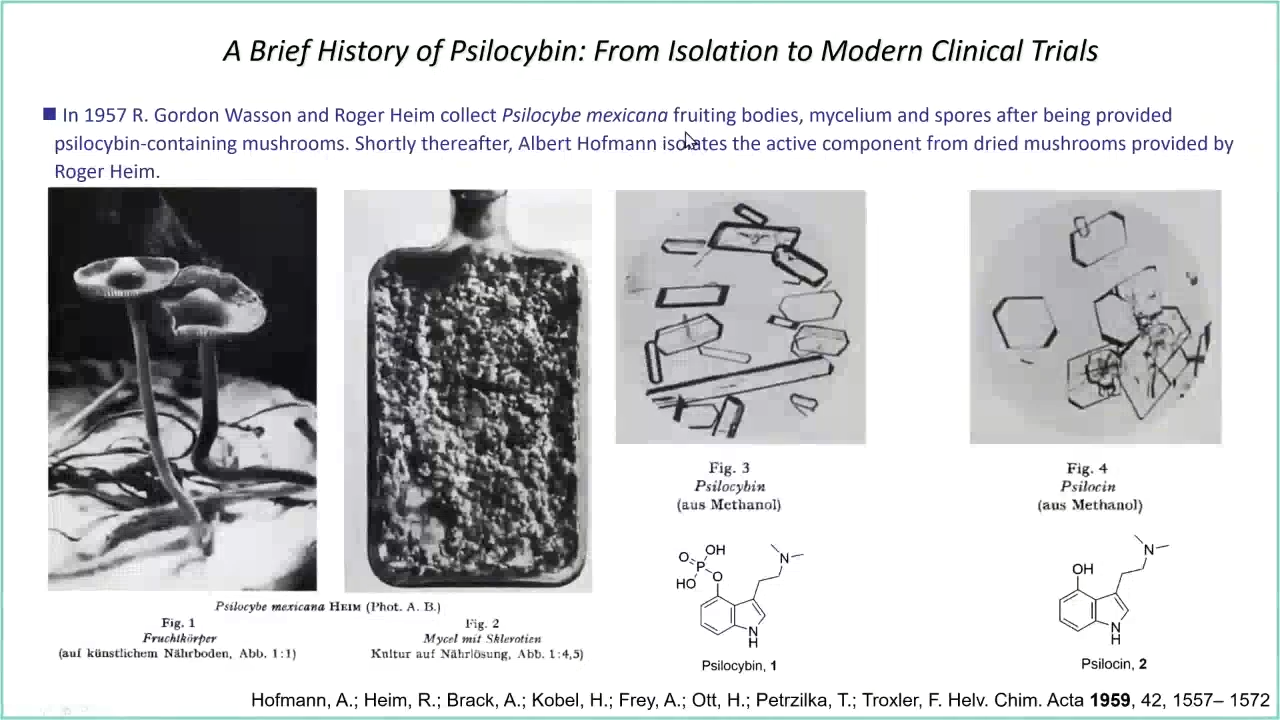 A Brief History of Psilocybin: From Isolation to Modern Clinical Trials
In 1957 R. Gordon Wasson and Roger Heim collect Psilocybe mexicana fruiting bodies, mycelium and spores after being provided
psilocybin-containing mushrooms. Shortly thereafter, Albert Hofmann isolates the active component from dried mushrooms provided by
Roger Heim.
Psilocybe mexicana HEIM (Phot. A. B.)
Fig. 1
Fruchtkörper
(auf künstlichem Nährboden, Abb. 1:1)
Fig. 2
Mycel mit Sklerotien
Kultur auf Nährlösung, Abb. 1:4,5)
Fig. 3
Psilocybin
(aus Methanol)
Fig. 4
Psilocin
(aus Methanol)
OH
O
P
HO
O
N
N
H
Psilocybin, 1
OH
N
N
H
Psilocin, 2
Hofmann, A.; Heim, R.; Brack, A.; Kobel, H.; Frey, A.; Ott, H.; Petrzilka, T.; Troxler, F. Helv. Chim. Acta 1959, 42, 1557– 1572